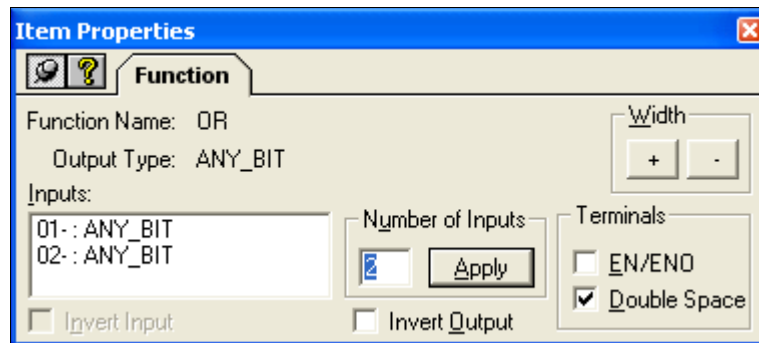 Item Properties
Function
Function Name: OR
Width
Output Type: ANY_BIT
+ -
Inputs:
01- : ANY_BIT
02- : ANY_BIT
Number of Inputs
2 Apply
Terminals
EN/ENO
Double Space
Invert Input
Invert Output